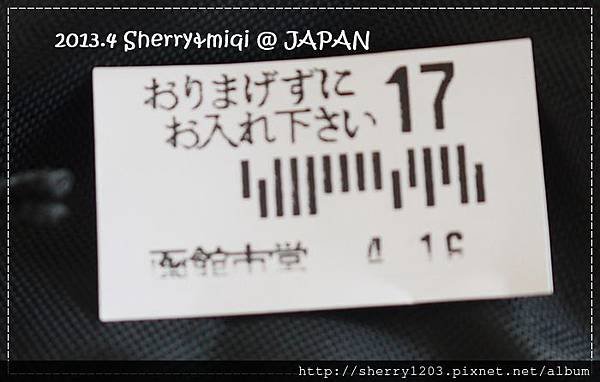 2013.4 Sherry&miqi @ JAPAN
おりまげずに 17
お入れ下さい
函館市営 4.16
http://sherry1203.pixnet.net/album